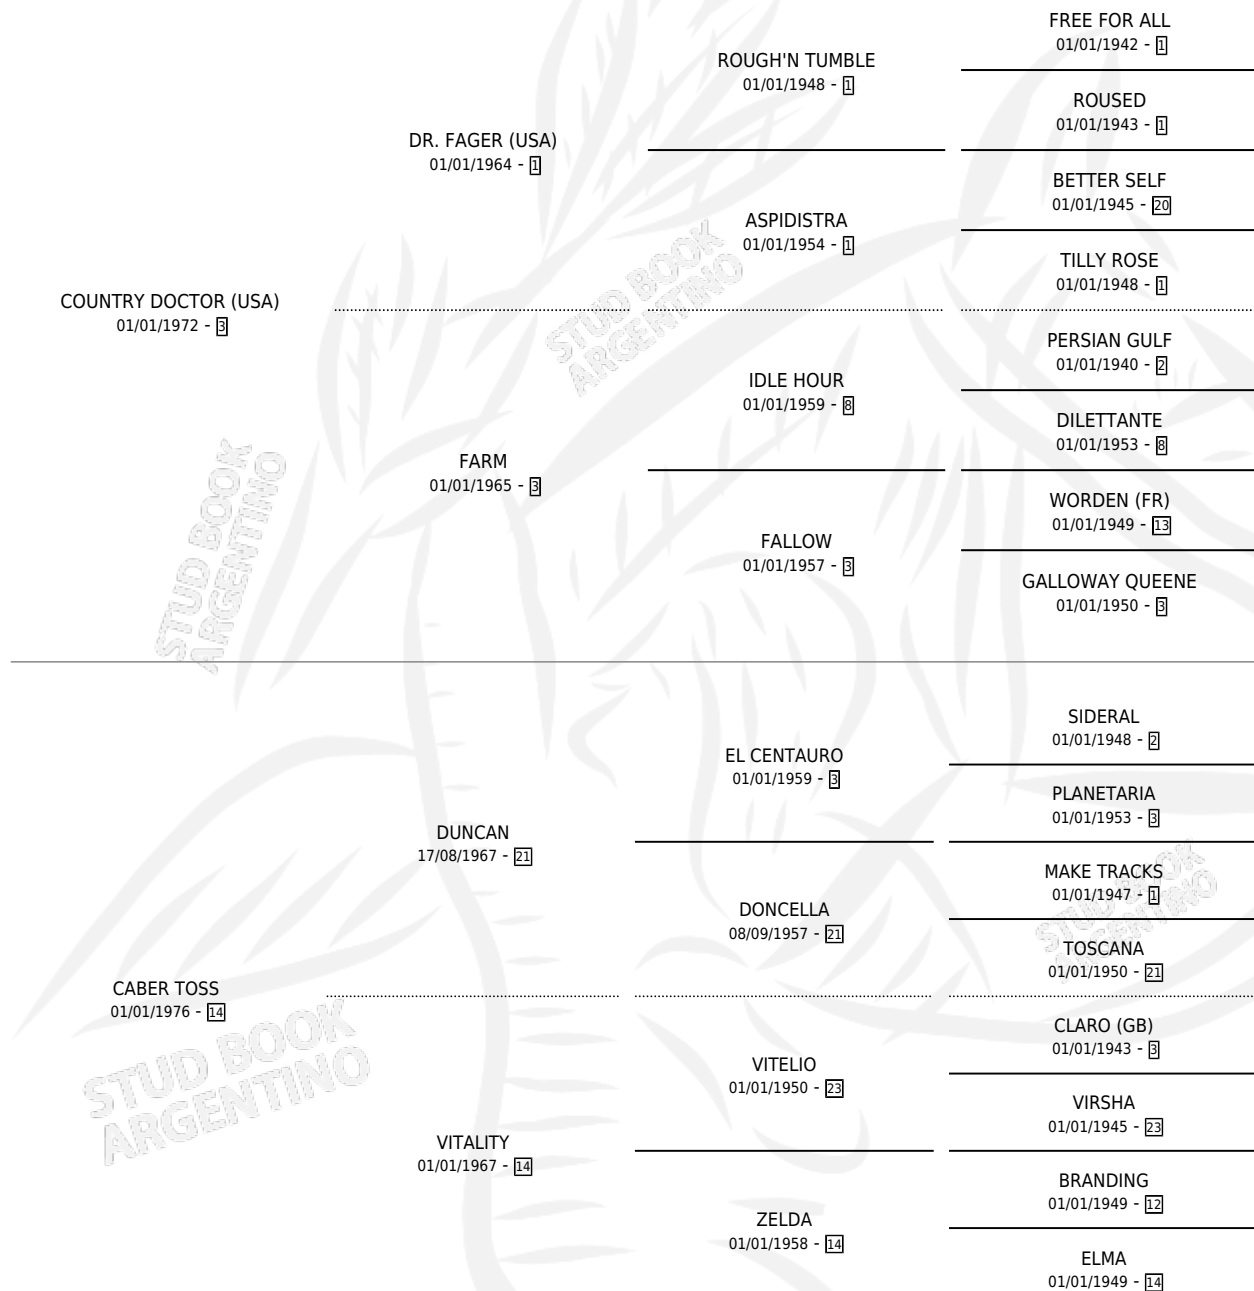 FREE FOR ALL
01/01/1942 - 1
ROUGH'N TUMBLE
01/01/1948 - 1
ROUSED
01/01/1943 - 1
DR. FAGER (USA)
01/01/1964 - 1
BETTER SELF
01/01/1945 - 20
ASPIDISTRA
01/01/1954 - 1
TILLY ROSE
01/01/1948 - 1
COUNTRY DOCTOR (USA)
01/01/1972 - 3
PERSIAN GULF
01/01/1940 - 2
IDLE HOUR
01/01/1959 - 8
DILETTANTE
01/01/1953 - 8
FARM
01/01/1965 - 3
WORDEN (FR)
01/01/1949 - 13
FALLOW
01/01/1957 - 3
GALLOWAY QUEENE
01/01/1950 - 3
SIDERAL
01/01/1948 - 2
EL CENTAURO
01/01/1959 - 3
PLANETARIA
01/01/1953 - 3
DUNCAN
17/08/1967 - 21
MAKE TRACKS
01/01/1947 - 1
DONCELLA
08/09/1957 - 21
TOSCANA
01/01/1950 - 21
CABER TOSS
01/01/1976 - 14
CLARO (GB)
01/01/1943 - 3
VITELIO
01/01/1950 - 23
VIRSHA
01/01/1945 - 23
VITALITY
01/01/1967 - 14
BRANDING
01/01/1949 - 12
ZELDA
01/01/1958 - 14
ELMA
01/01/1949 - 14
STUD BOOK
ARGENTINO
STUD BOOK
ARGENTINO
STUD BOOK
ARGENTINO
STUD BOOK
ARGENTINO